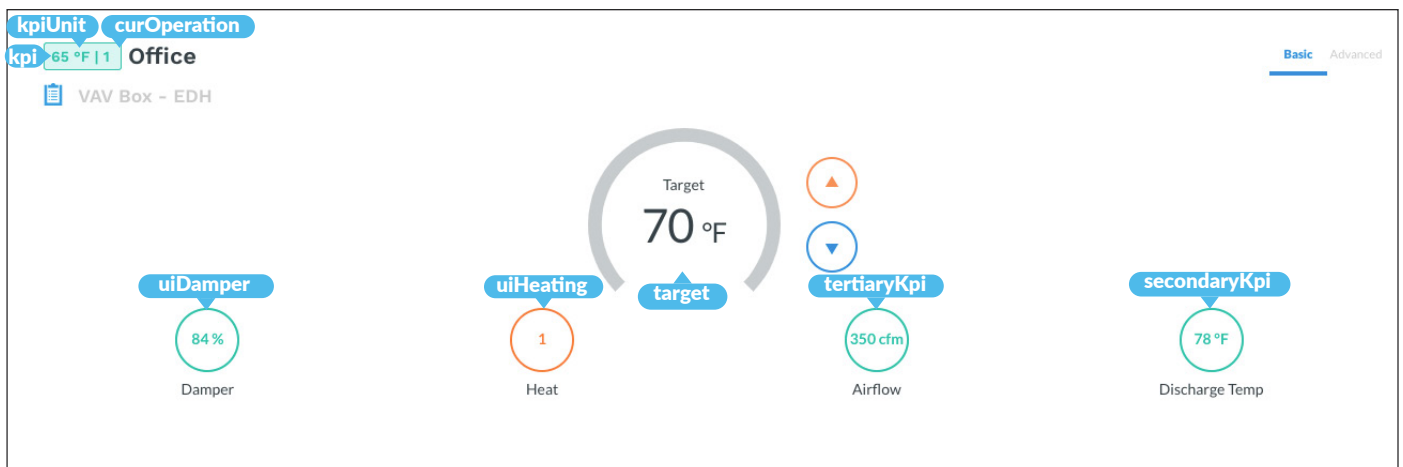 kpiUnit curOperation
kpi 65 °F | 1 Office
Basic Advanced
VAV Box - EDH
Target
70 °F
target
uiDamper uiHeating tertiaryKpi secondaryKpi
84 % 1 350 cfm 78 °F
Damper Heat Airflow Discharge Temp